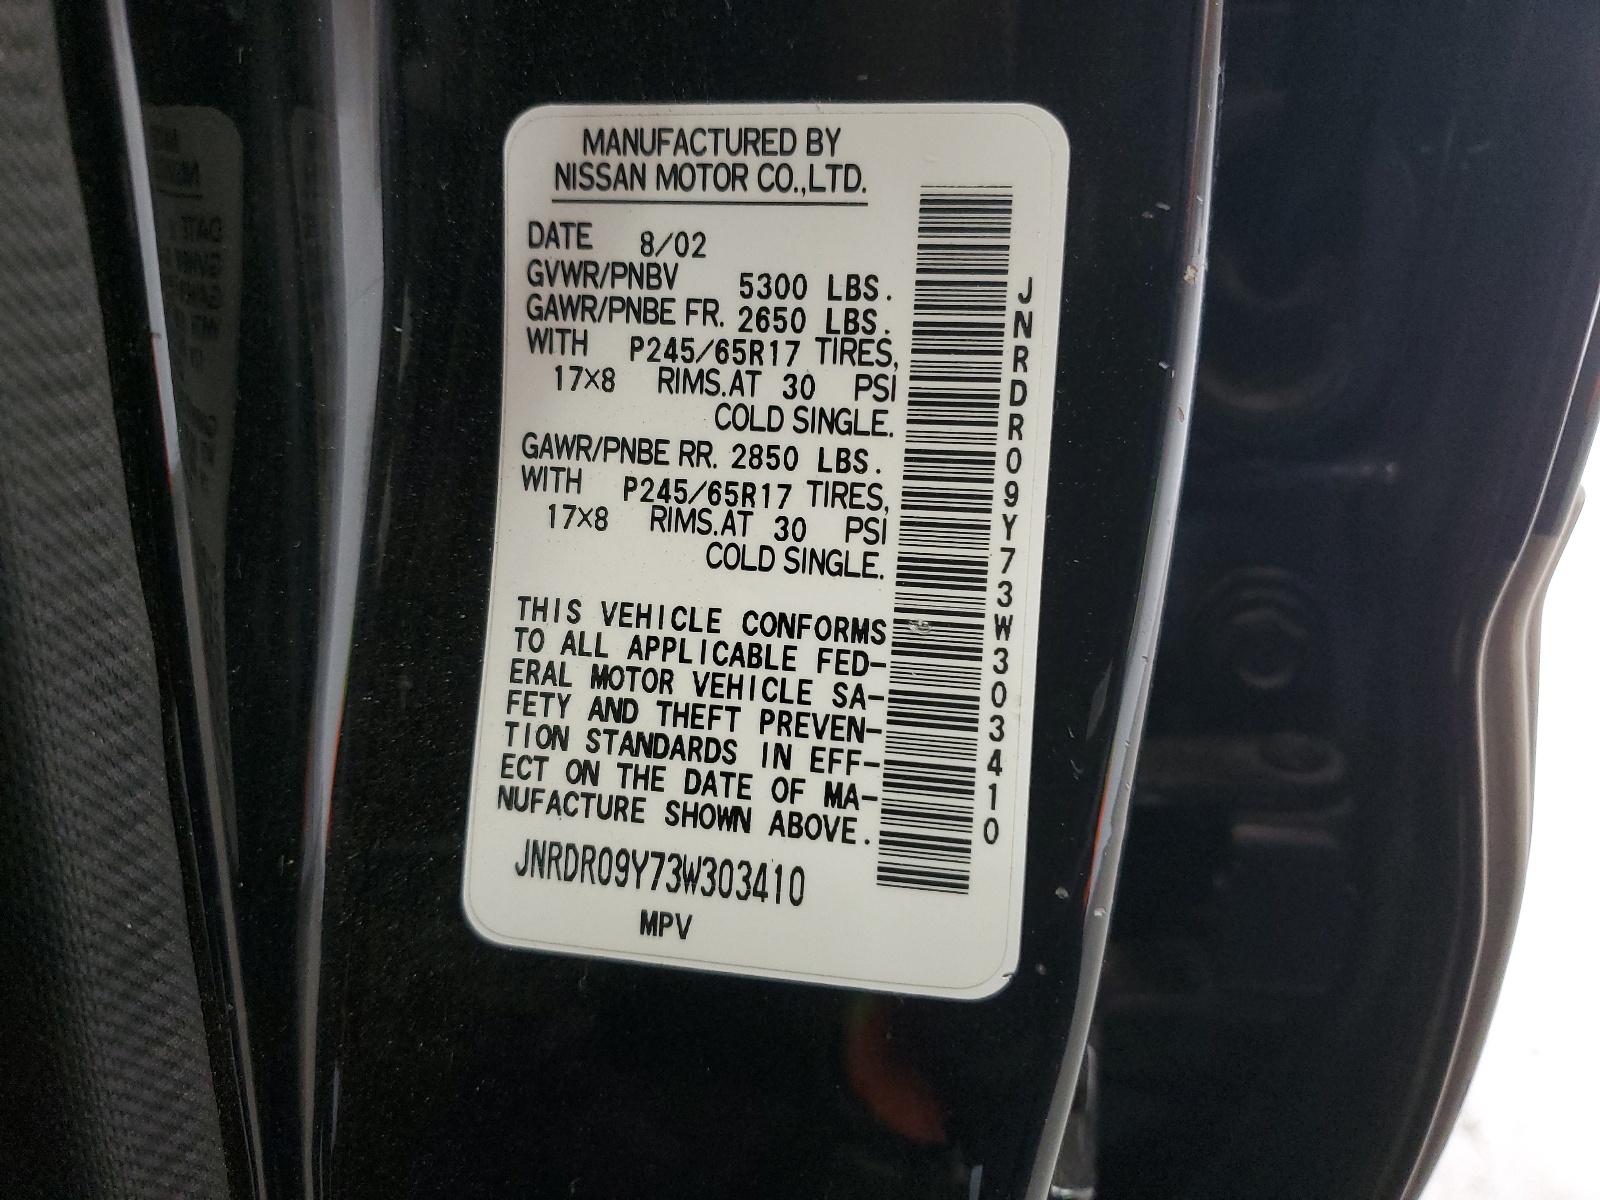 MANUFACTURED BY
NISSAN MOTOR CO.,LTD.
DATE 8/02
GVWR/PNBV 5300 LBS.
GAWR/PNBE FR. 2650 LBS.
WITH P245/65R17 TIRES,
17×8 RIMS.AT 30 PSI
COLD SINGLE.
GAWR/PNBE RR. 2850 LBS.
WITH P245/65R17 TIRES,
17×8 RIMS.AT 30 PSI
COLD SINGLE.
THIS VEHICLE CONFORMS
TO ALL APPLICABLE FED-
ERAL MOTOR VEHICLE SA-
FETY AND THEFT PREVEN-
TION STANDARDS IN EFF-
ECT ON THE DATE OF MA-
NUFACTURE SHOWN ABOVE.
JNRDR09Y73W303410
MPV
JNRDR09Y73W303410